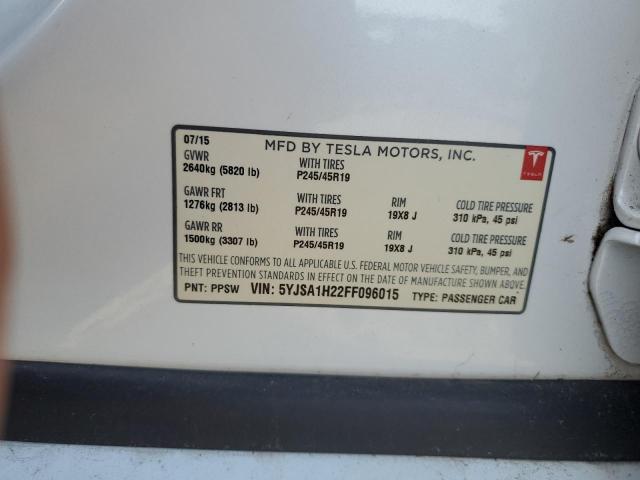 07/15
MFD BY TESLA MOTORS, INC.
GVWR WITH TIRES
2640kg (5820 lb) P245/45R19
TESLA
GAWR FRT WITH TIRES RIM COLD TIRE PRESSURE
1276kg (2813 lb) P245/45R19 19X8 J 310 kPa, 45 psi
GAWR RR WITH TIRES RIM COLD TIRE PRESSURE
1500kg (3307 lb) P245/45R19 19X8 J 310 kPa, 45 psi
THIS VEHICLE CONFORMS TO ALL APPLICABLE U.S. FEDERAL MOTOR VEHICLE SAFETY, BUMPER, AND
THEFT PREVENTION STANDARDS IN EFFECT ON THE DATE OF MANUFACTURE SHOWN ABOVE.
PNT: PPSW VIN: 5YJSA1H22FF096015 TYPE: PASSENGER CAR